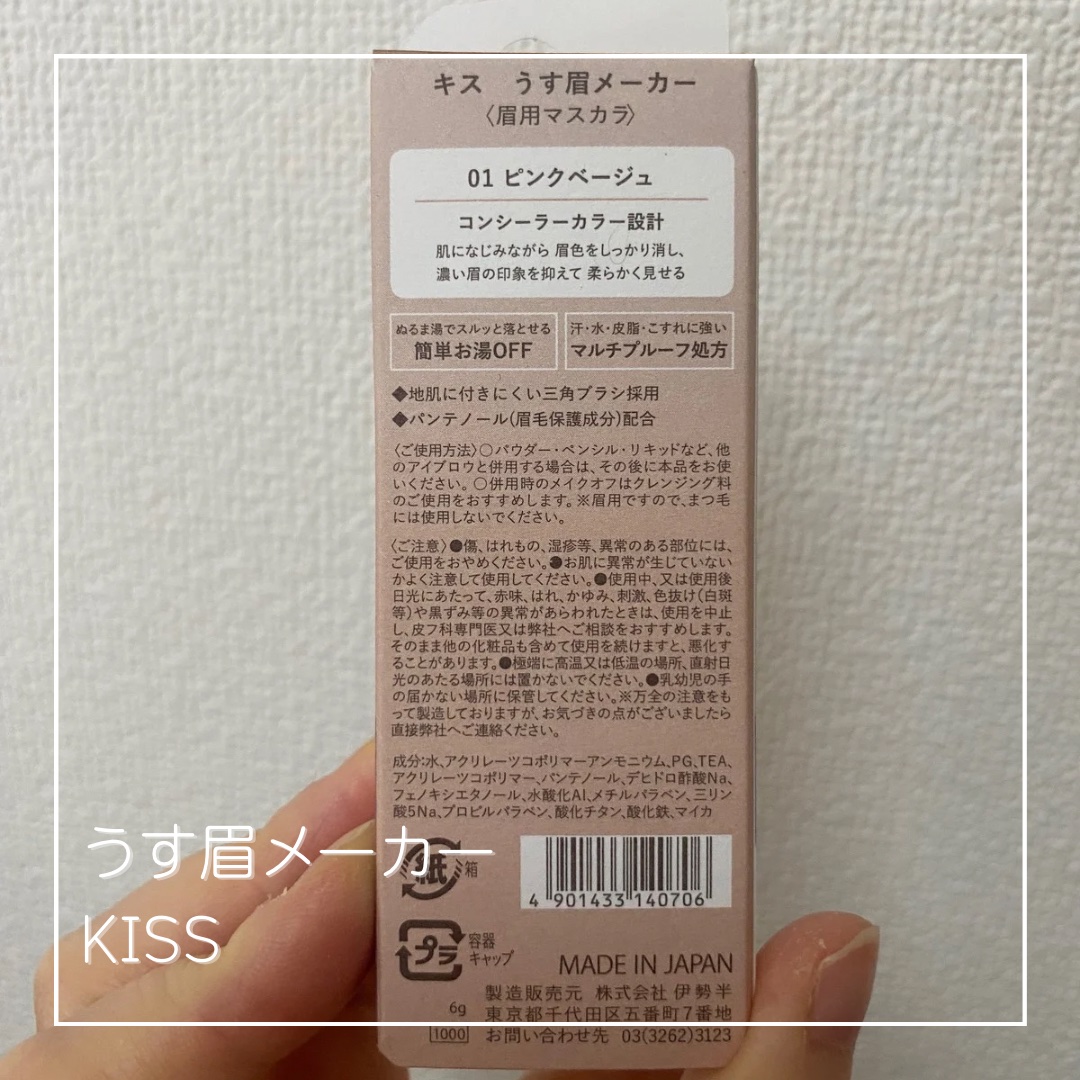 キス うす眉メーカー
〈眉用マスカラ〉
01 ピンクベージュ
コンシーラーカラー設計
肌になじみながら 眉色をしっかり消し、
濃い眉の印象を抑えて 柔らかく見せる
ぬるま湯でスルッと落とせる
簡単お湯OFF
汗・水・皮脂・こすれに強い
マルチプルーフ処方
◆地肌に付きにくい三角ブラシ採用
◆パンテノール(眉毛保護成分)配合
〈ご使用方法〉○パウダー・ペンシル・リキッドなど、他
のアイブロウと併用する場合は、その後に本品をお使
いください。○併用時のメイクオフはクレンジング料
のご使用をおすすめします。※眉用ですので、まつ毛
には使用しないでください。
〈ご注意〉●傷、はれもの、湿疹等、異常のある部位には、
ご使用をおやめください。●お肌に異常が生じていない
かよく注意して使用してください。●使用中、又は使用後
日光にあたって、赤味、はれ、かゆみ、刺激、色抜け(白斑
等)や黒ずみ等の異常があらわれたときは、使用を中止
し、皮フ科専門医又は弊社へご相談をおすすめします。
そのまま他の化粧品も含めて使用を続けますと、悪化す
ることがあります。●極端に高温又は低温の場所、直射日
光のあたる場所には置かないでください。●乳幼児の手
の届かない場所に保管してください。※万全の注意をも
って製造しておりますが、お気づきの点がございましたら
直接弊社へご連絡ください。
成分:水、アクリレーツコポリマーアンモニウム、PG、TEA、
アクリレーツコポリマー、パンテノール、デヒドロ酢酸Na、
フェノキシエタノール、水酸化Al、メチルパラベン、三リン
酸5Na、プロピルパラベン、酸化チタン、酸化鉄、マイカ
うす眉メーカー
KISS
紙 箱
4 901433 140706
プラ 容器
キャップ
MADE IN JAPAN
6g
1000
製造販売元 株式会社 伊勢半
東京都千代田区五番町7番地
お問い合わせ先 03(3262)3123